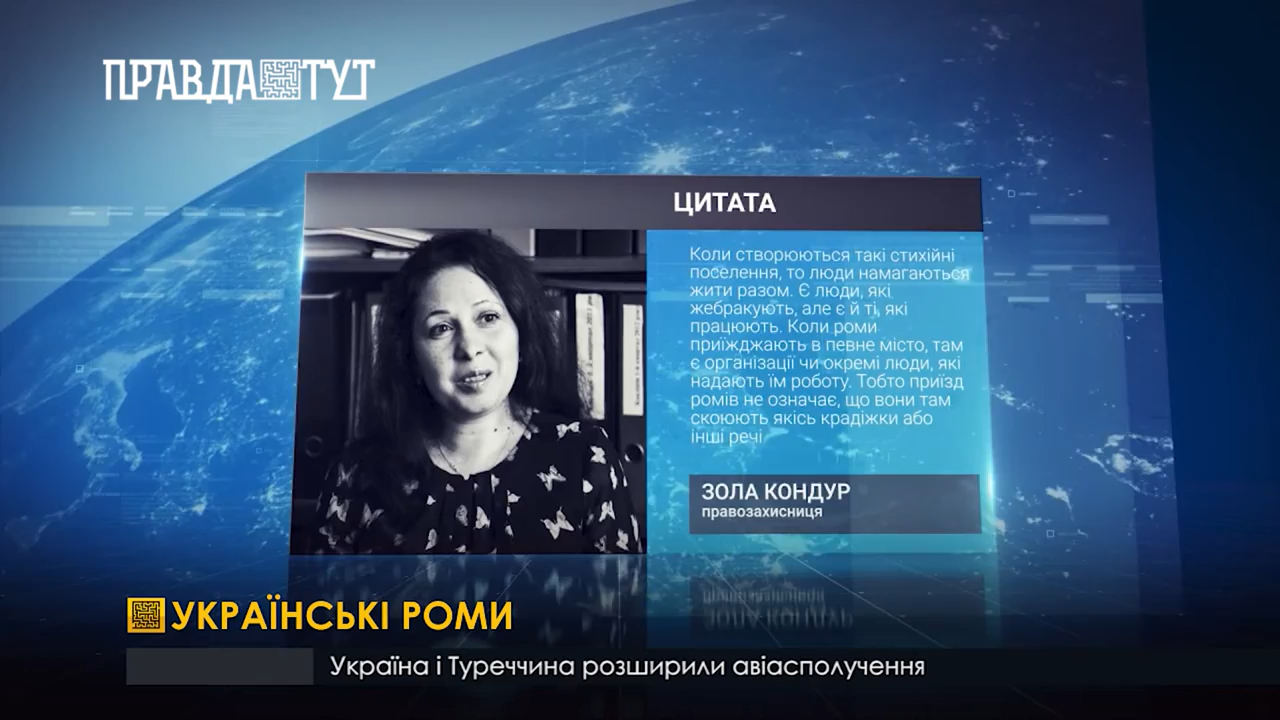 ПРАВДА ТУТ
ЦИТАТА
Коли створюються такі стихійні
поселення, то люди намагаються
жити разом. Є люди, які
жебракують, але є й ті, які
працюють. Коли роми
приїжджають в певне місто, там
є організації чи окремі люди, які
надають їм роботу. Тобто приїзд
ромів не означає, що вони там
скоюють якісь крадіжки або
інші речі
ЗОЛА КОНДУР
правозахисниця
УКРАЇНСЬКІ РОМИ
Україна і Туреччина розширили авіасполучення